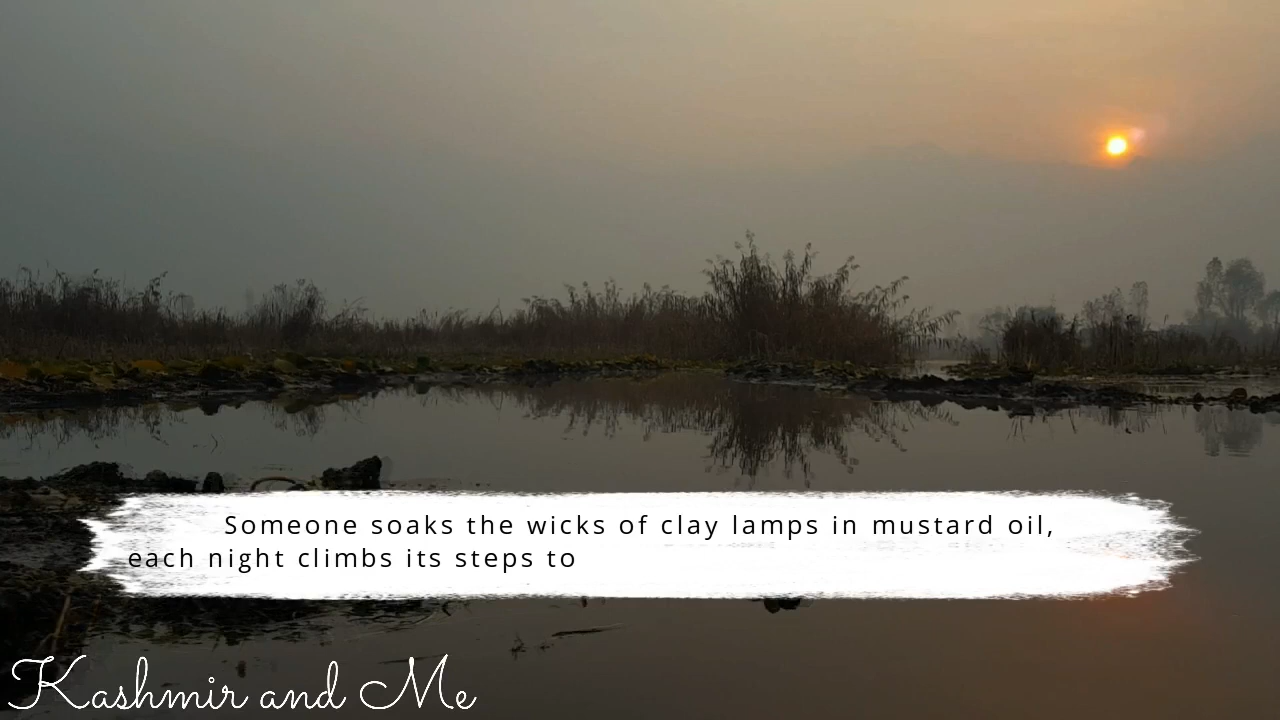 Someone soaks the wicks of clay lamps in mustard oil,
each night climbs its steps to
Kashmir and Me